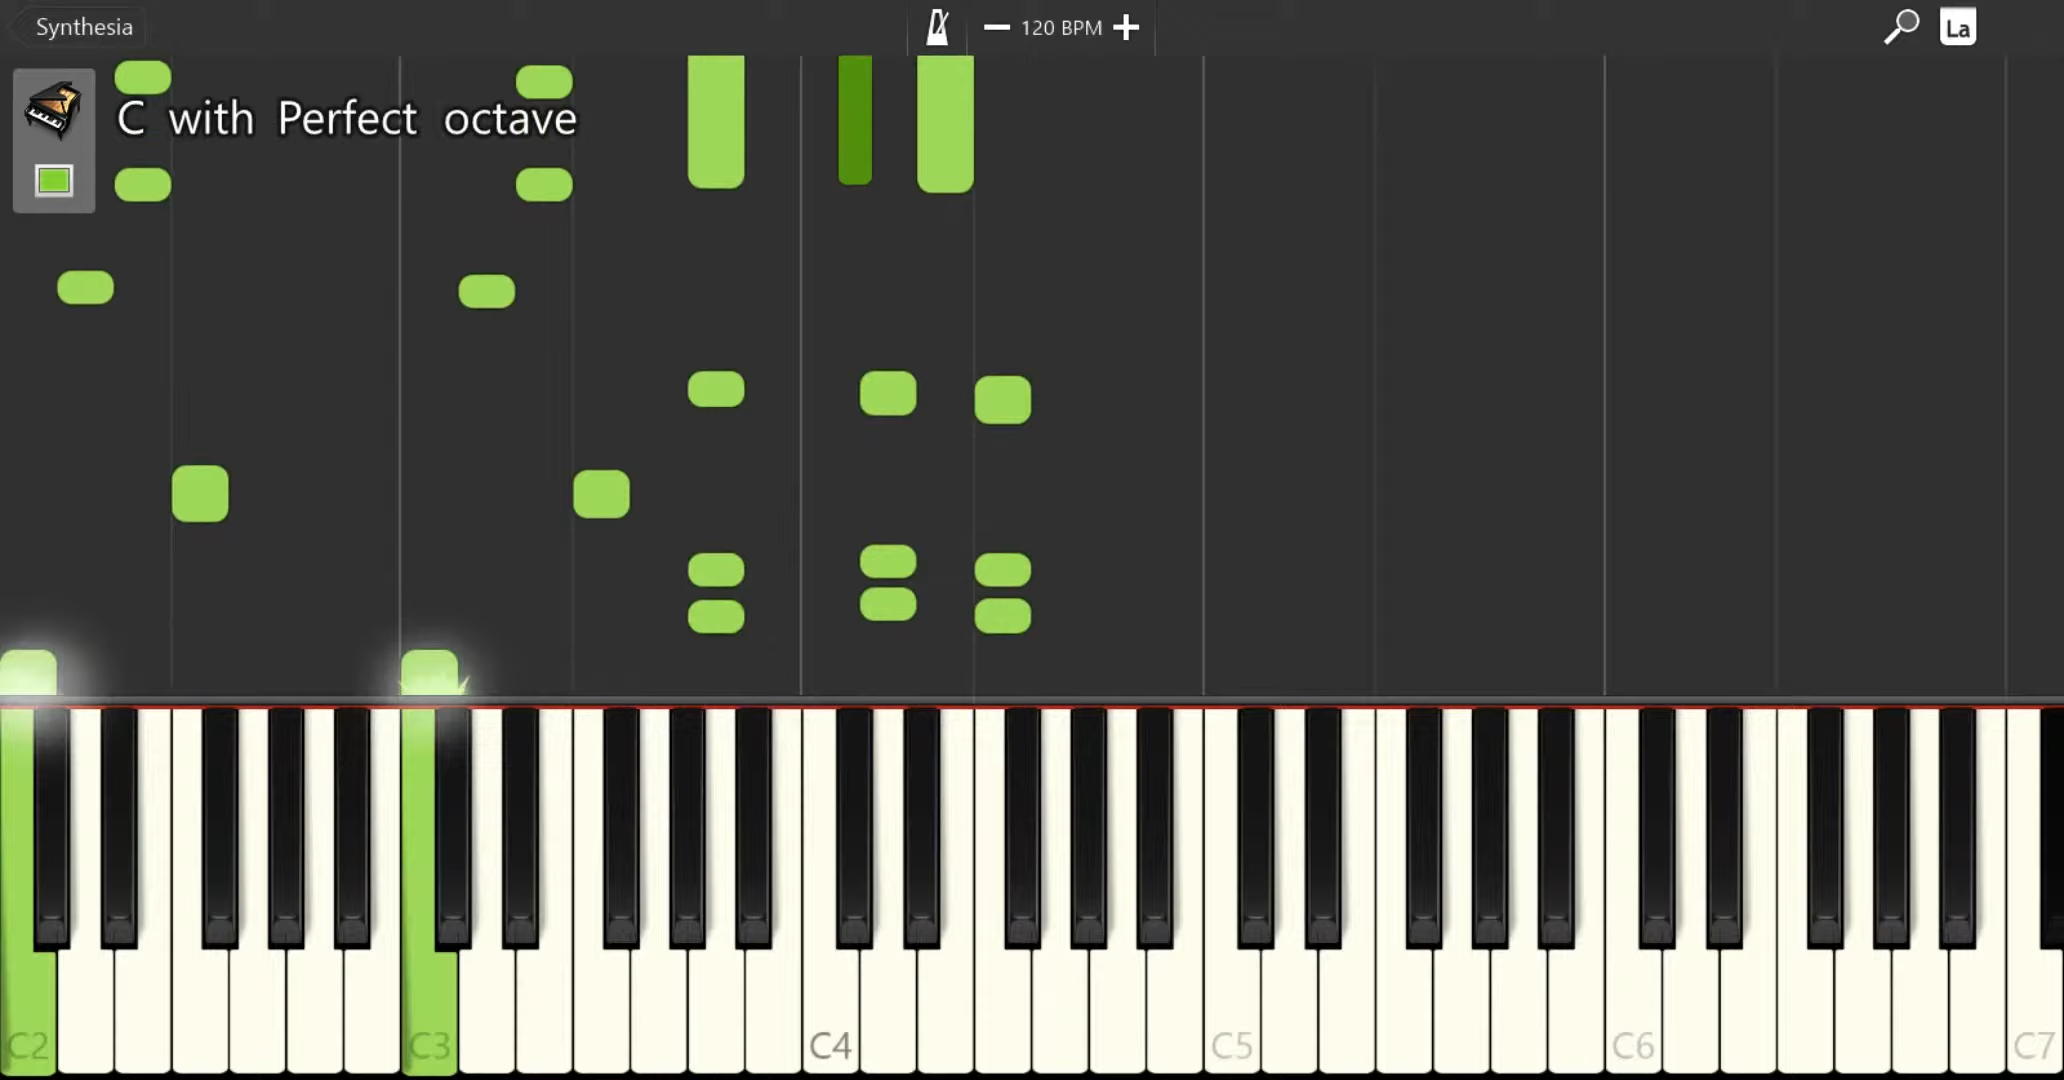 Synthesia
120 BPM
La
C with Perfect octave
C2 C3 C4 C5 C6 C7